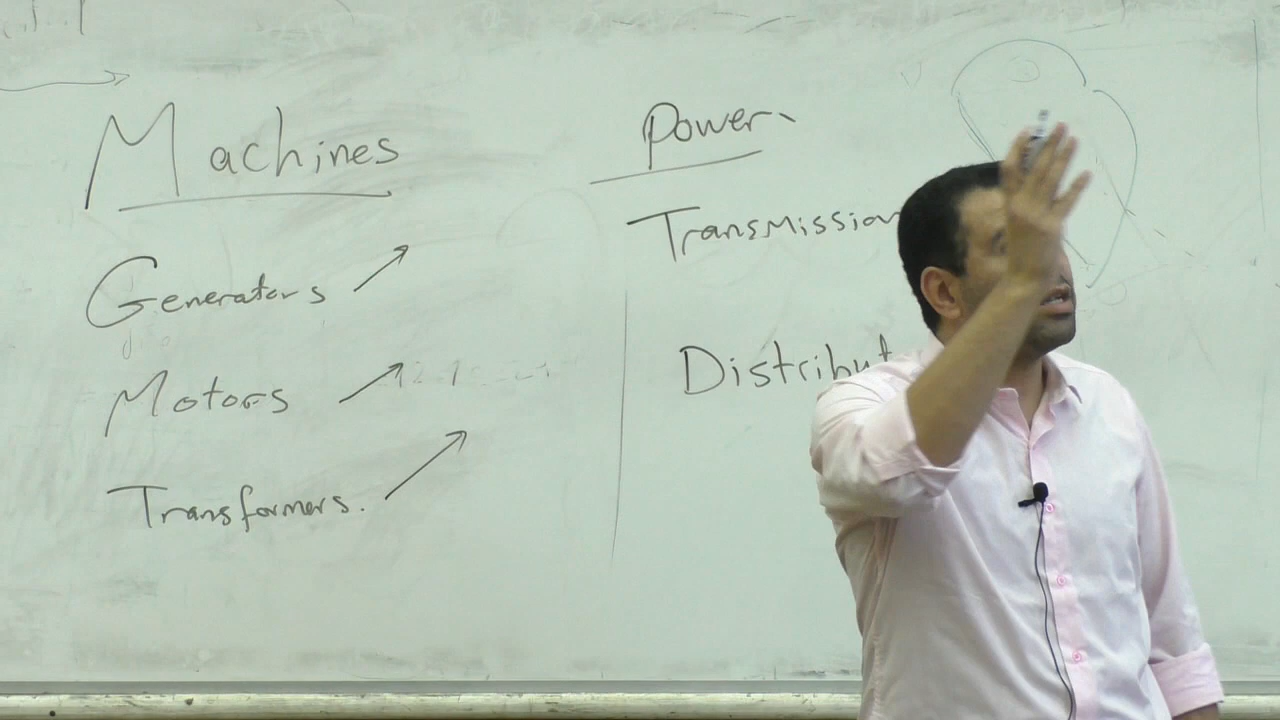 Machines
Generators
Motors
Transformers.
Power
Transmission
Distribut